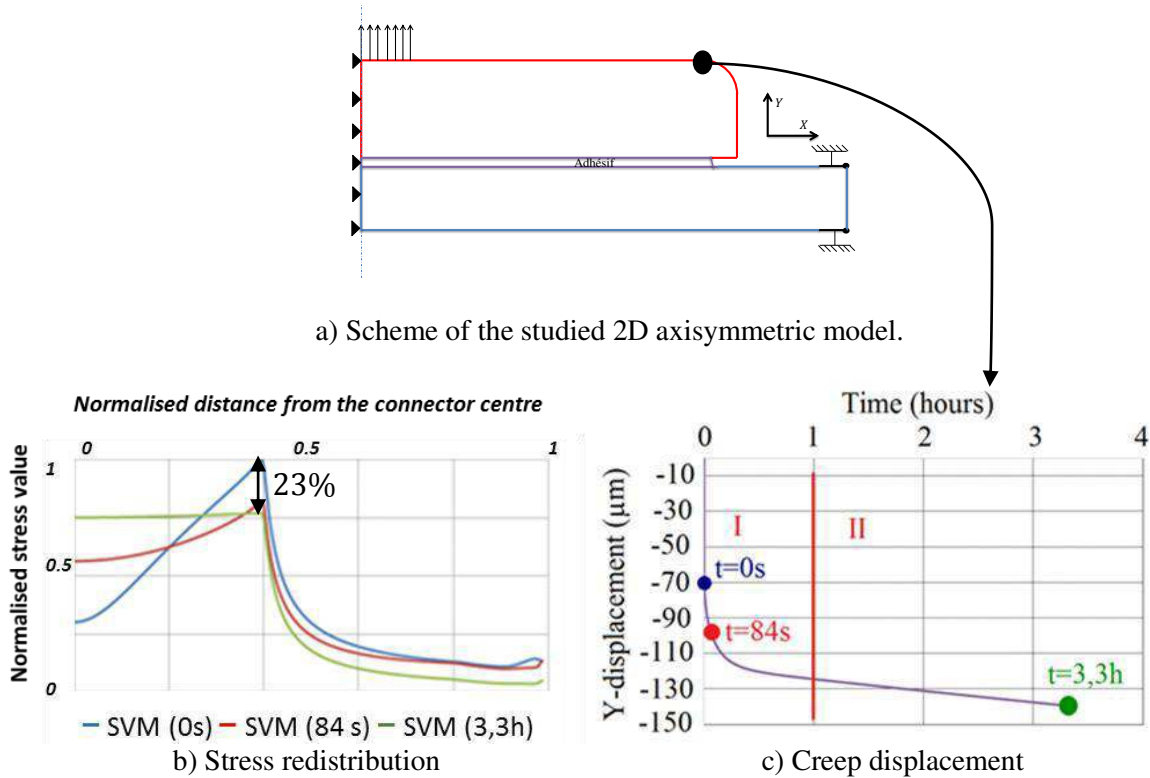 Y
X
Adhésif
a) Scheme of the studied 2D axisymmetric model.
Normalised distance from the connector centre
0 0.5 1
1
0.5
0
Normalised stress value
23%
SVM (0s) SVM (84 s) SVM (3,3h)
b) Stress redistribution
Time (hours)
0 1 2 3 4
-10
-30
-50
-70
-90
-110
-130
-150
Y-displacement (µm)
I II
t=0s
t=84s
t=3,3h
c) Creep displacement